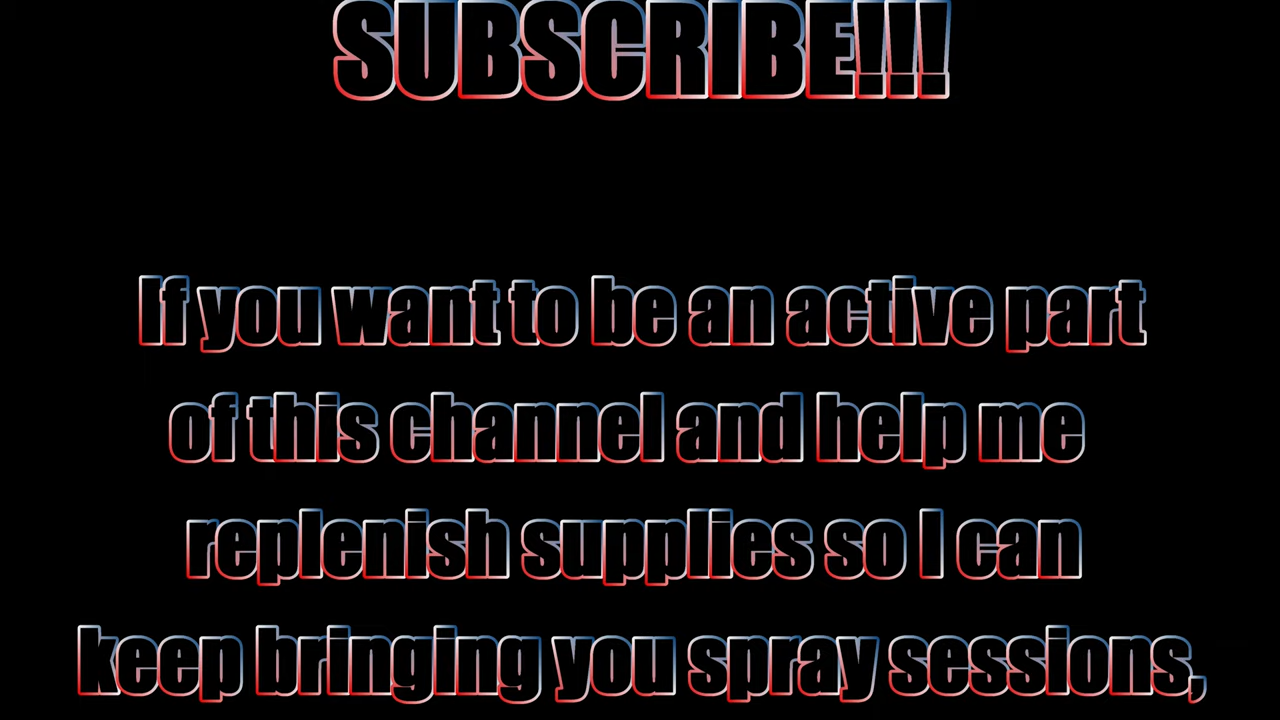 SUBSCRIBE!!!
If you want to be an active part
of this channel and help me
replenish supplies so I can
keep bringing you spray sessions,